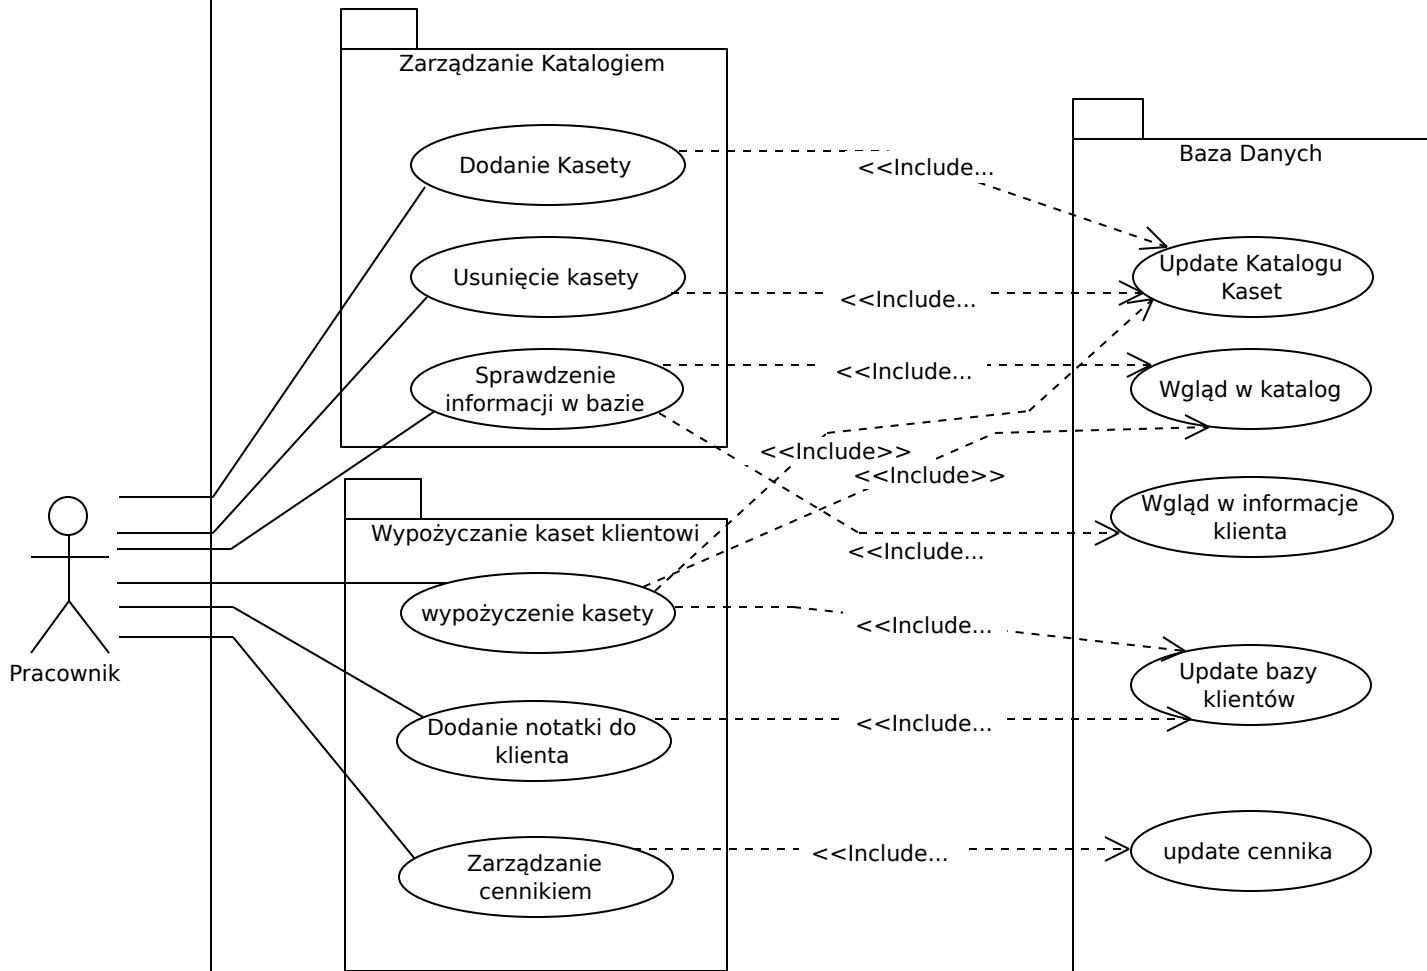 Zarządzanie Katalogiem
Dodanie Kasety
<<Include...
Baza Danych
Usunięcie kasety
<<Include...
Update Katalogu
Kaset
Sprawdzenie
informacji w bazie
<<Include...
Wgląd w katalog
<<Include>>
<<Include>>
Wgląd w informacje
klienta
Wypożyczanie kaset klientowi
<<Include...
wypożyczenie kasety
<<Include...
Pracownik
Update bazy
klientów
Dodanie notatki do
klienta
<<Include...
Zarządzanie
cennikiem
<<Include...
update cennika